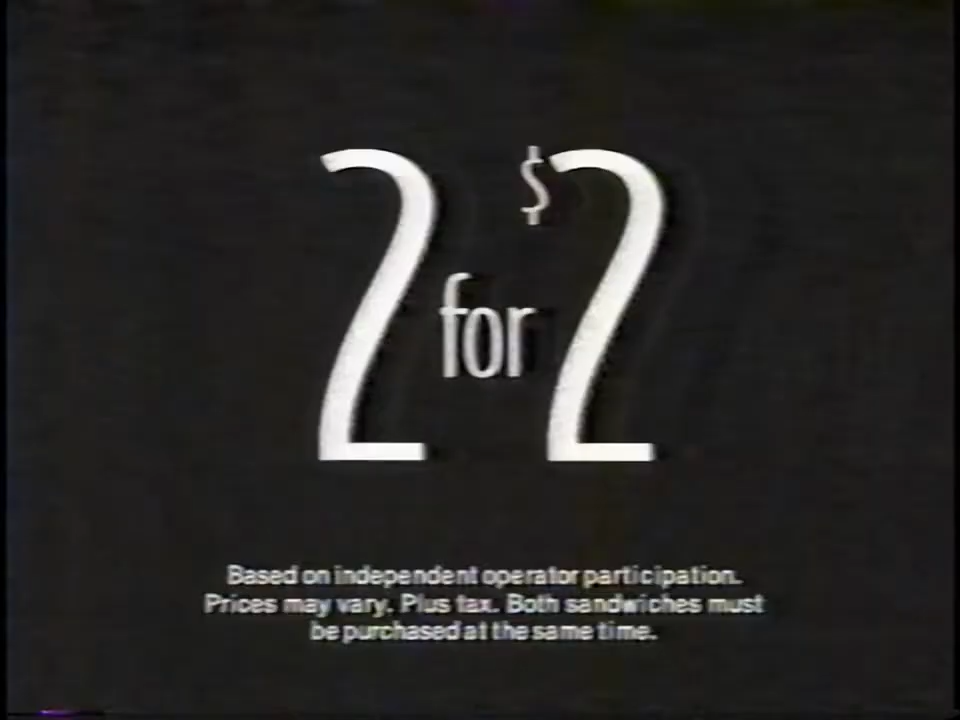 2 for $2
Based on independent operator participation.
Prices may vary. Plus tax. Both sandwiches must
be purchased at the same time.